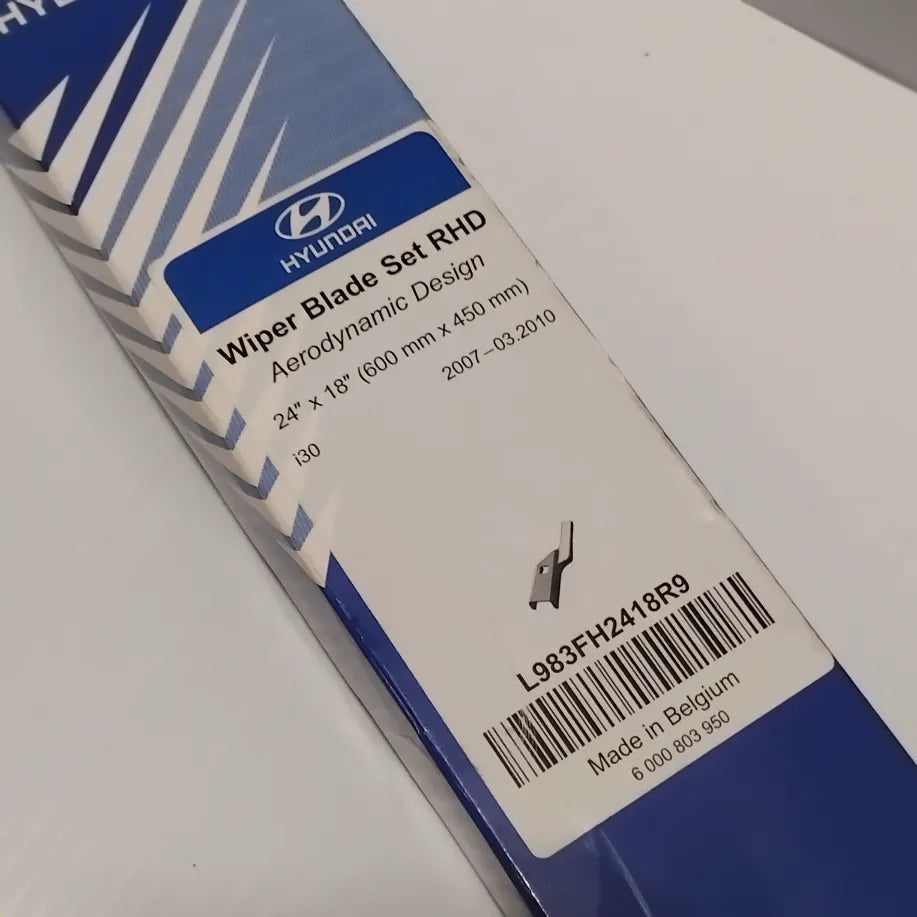 HYUNDAI
Wiper Blade Set RHD
Aerodynamic Design
24" x 18" (600 mm x 450 mm)
2007–03.2010
i30
L983FH2418R9
Made in Belgium
6 000 803 950